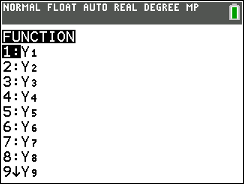 NORMAL FLOAT AUTO REAL DEGREE MP
FUNCTION
1:Y₁
2:Y₂
3:Y₃
4:Y₄
5:Y₅
6:Y₆
7:Y₇
8:Y₈
9↓Y₉